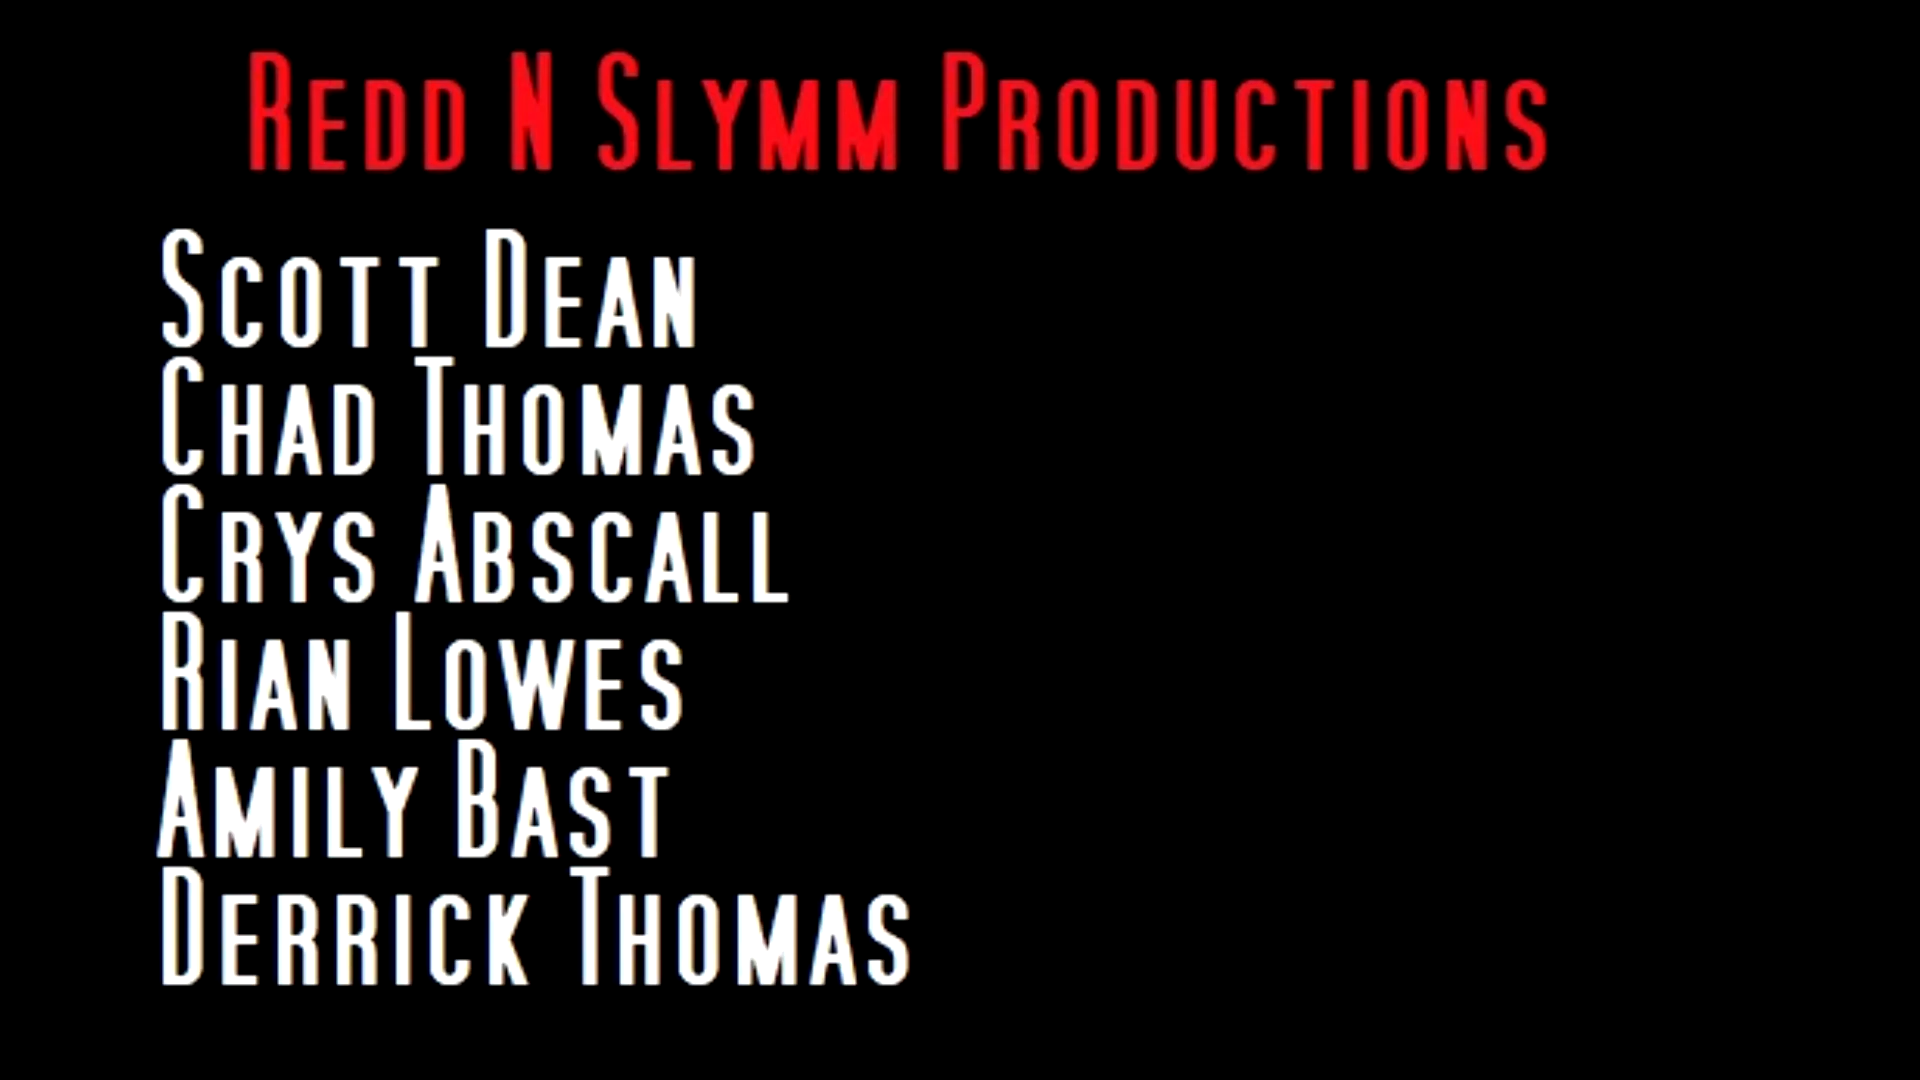 Redd N Slymm Productions
Scott Dean
Chad Thomas
Crys Abscall
Rian Lowes
Amily Bast
Derrick Thomas